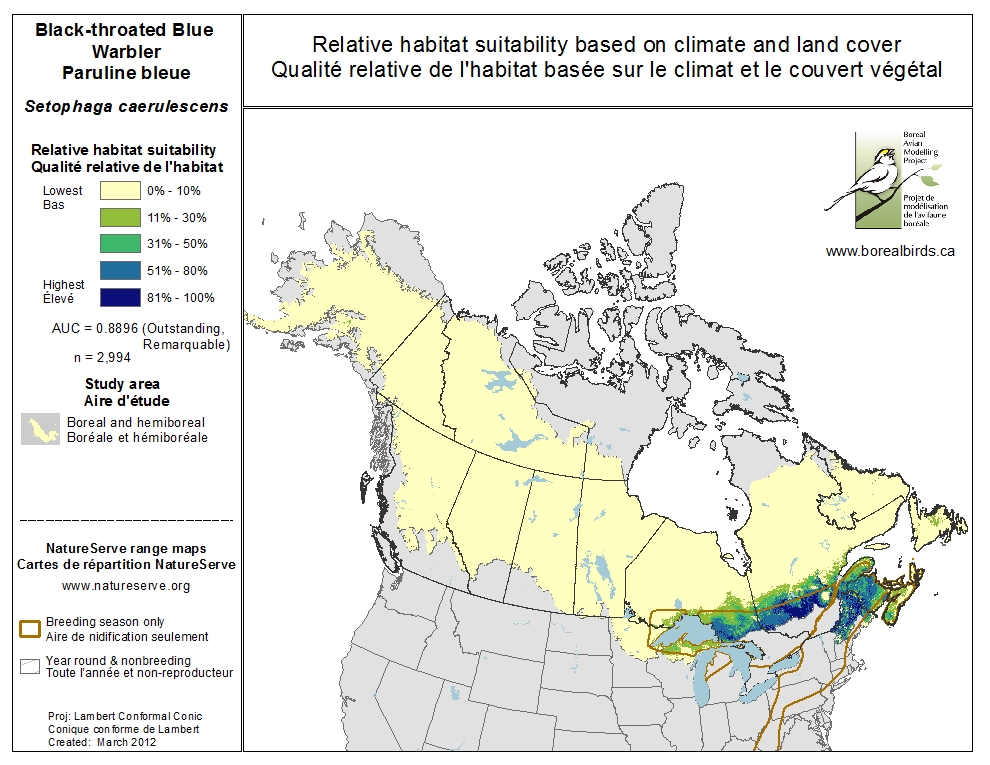 Black-throated Blue
Warbler
Paruline bleue
Setophaga caerulescens
Relative habitat suitability
Qualité relative de l'habitat
Lowest
Bas
0% - 10%
11% - 30%
31% - 50%
51% - 80%
Highest
Élevé
81% - 100%
AUC = 0.8896 (Outstanding,
Remarquable)
n = 2,994
Study area
Aire d'étude
Boreal and hemiboreal
Boréale et hémiboréale
NatureServe range maps
Cartes de répartition NatureServe
www.natureserve.org
Breeding season only
Aire de nidification seulement
Year round & nonbreeding
Toute l'année et non-reproducteur
Proj: Lambert Conformal Conic
Conique conforme de Lambert
Created: March 2012
Relative habitat suitability based on climate and land cover
Qualité relative de l'habitat basée sur le climat et le couvert végétal
Boreal
Avian
Modelling
Project
Projet de
modélisation
de l'avifaune
boréale
www.borealbirds.ca